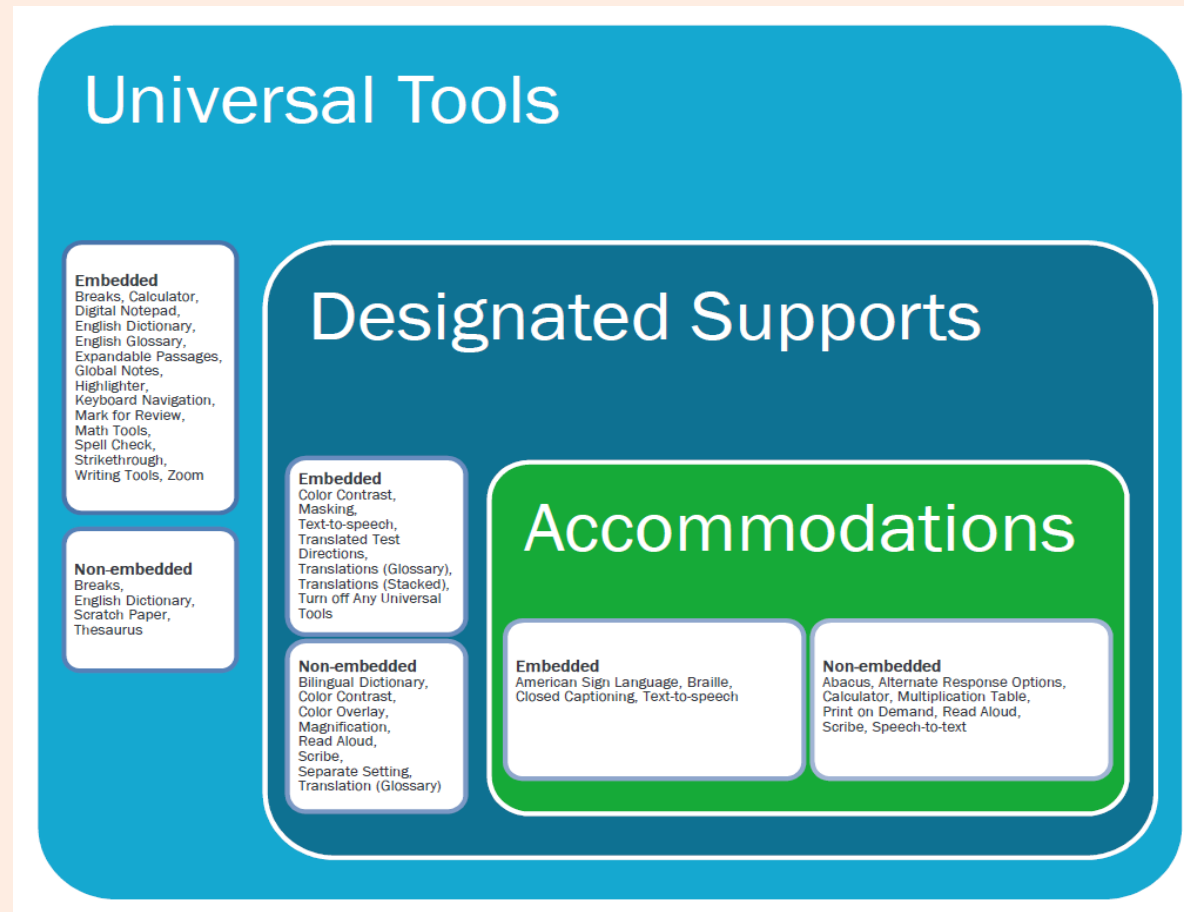 Universal Tools
Embedded
Breaks, Calculator,
Digital Notepad,
English Dictionary,
English Glossary,
Expandable Passages,
Global Notes,
Highlighter,
Keyboard Navigation,
Mark for Review,
Math Tools,
Spell Check,
Strikethrough,
Writing Tools, Zoom
Non-embedded
Breaks,
English Dictionary,
Scratch Paper,
Thesaurus
Designated Supports
Embedded
Color Contrast,
Masking,
Text-to-speech,
Translated Test
Directions,
Translations (Glossary),
Translations (Stacked),
Turn off Any Universal
Tools
Non-embedded
Bilingual Dictionary,
Color Contrast,
Color Overlay,
Magnification,
Read Aloud,
Scribe,
Separate Setting,
Translation (Glossary)
Accommodations
Embedded
American Sign Language, Braille,
Closed Captioning, Text-to-speech
Non-embedded
Abacus, Alternate Response Options,
Calculator, Multiplication Table,
Print on Demand, Read Aloud,
Scribe, Speech-to-text